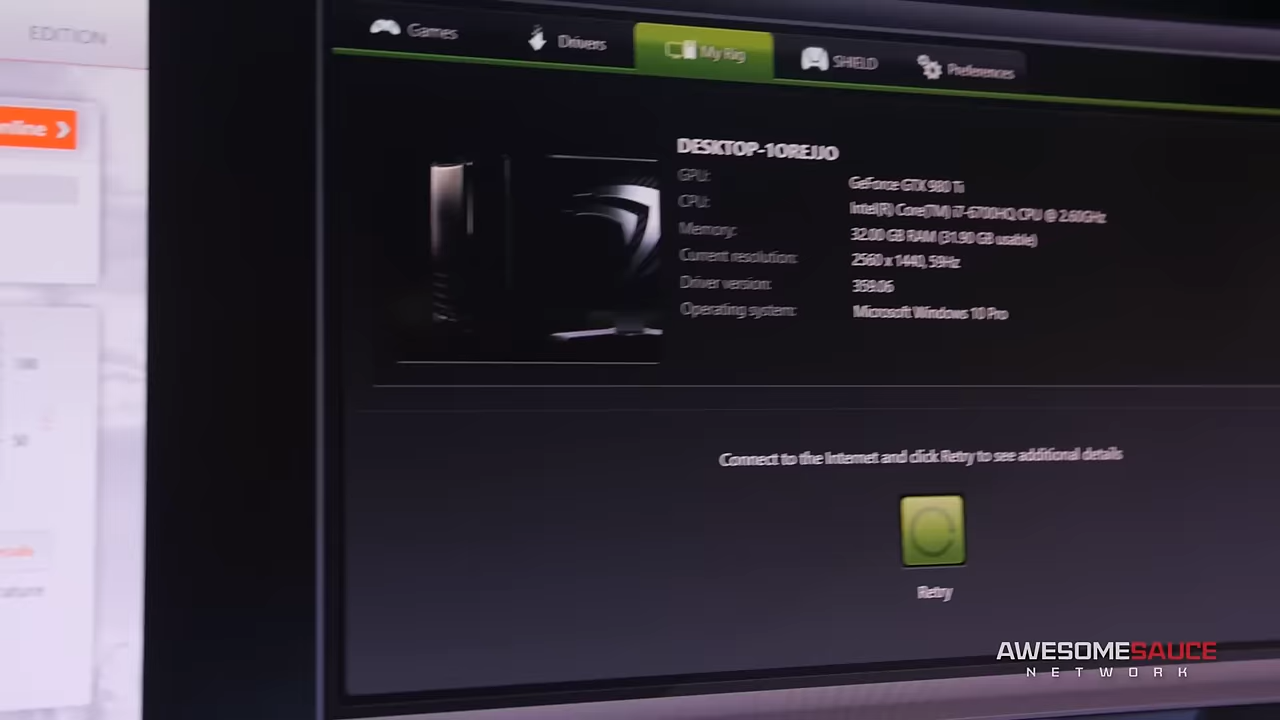 EDITION
nline
Games
Drivers
My Rig
SHIELD
Preferences
DESKTOP-1OREJJO
GPU: GeForce GTX 980 Ti
CPU: Intel(R) Core(TM) i7-6700HQ CPU @ 2.60GHz
Memory: 32.00 GB RAM (31.90 GB usable)
Current resolution: 2560 x 1440, 59Hz
Driver version: 359.06
Operating system: Microsoft Windows 10 Pro
Connect to the Internet and click Retry to see additional details
Retry
AWESOMESAUCE
NETWORK